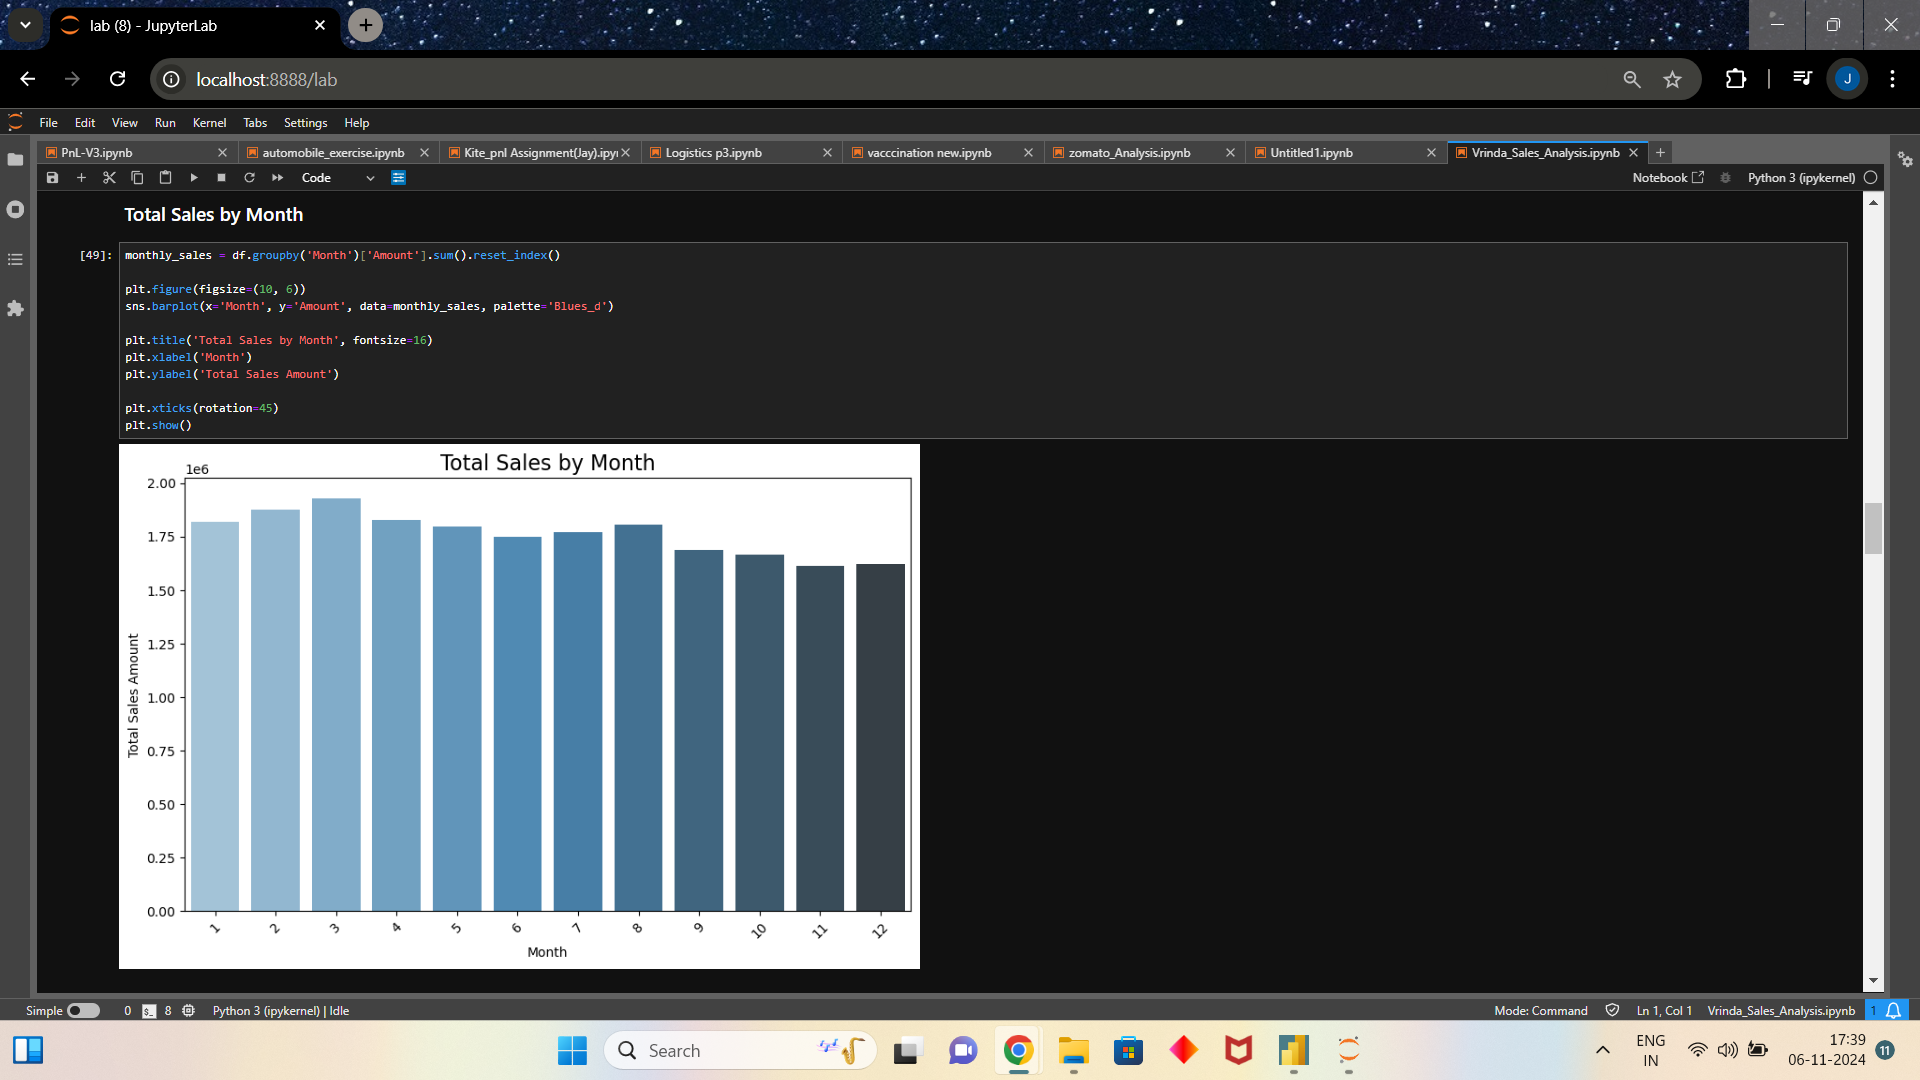 lab (8) - JupyterLab
localhost:8888/lab
J
File Edit View Run Kernel Tabs Settings Help
PnL-V3.ipynb automobile_exercise.ipynb Kite_pnl Assignment(Jay).ipyn Logistics p3.ipynb vacccination new.ipynb zomato_Analysis.ipynb Untitled1.ipynb Vrinda_Sales_Analysis.ipynb
Code Notebook Python 3 (ipykernel)
Total Sales by Month
[49]: monthly_sales = df.groupby('Month')['Amount'].sum().reset_index()
plt.figure(figsize=(10, 6))
sns.barplot(x='Month', y='Amount', data=monthly_sales, palette='Blues_d')
plt.title('Total Sales by Month', fontsize=16)
plt.xlabel('Month')
plt.ylabel('Total Sales Amount')
plt.xticks(rotation=45)
plt.show()
Total Sales by Month
1e6
2.00
1.75
1.50
1.25
1.00
0.75
0.50
0.25
0.00
Total Sales Amount
1 2 3 4 5 6 7 8 9 10 11 12
Month
Simple 0 $_ 8 Python 3 (ipykernel) | Idle Mode: Command Ln 1, Col 1 Vrinda_Sales_Analysis.ipynb 1
Search
ENG
IN
17:39
06-11-2024
11